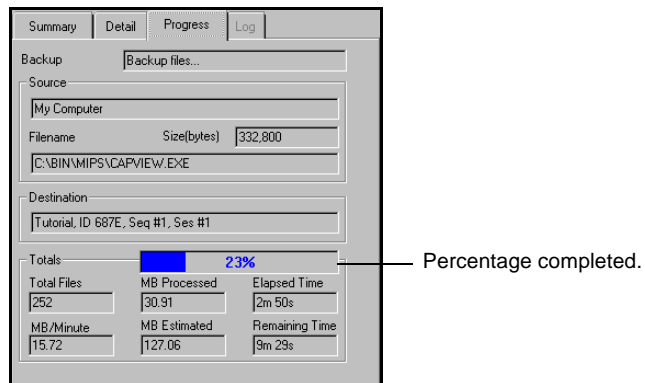 Summary Detail Progress Log
Backup Backup files...
Source
My Computer
Filename Size(bytes) 332,800
C:\BIN\MIPS\CAPVIEW.EXE
Destination
Tutorial, ID 687E, Seq #1, Ses #1
Totals 23% Percentage completed.
Total Files MB Processed Elapsed Time
252 30.91 2m 50s
MB/Minute MB Estimated Remaining Time
15.72 127.06 9m 29s